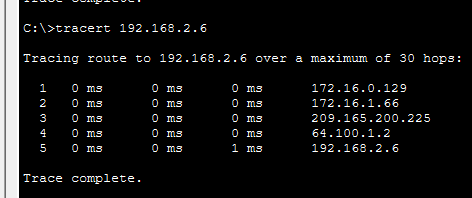 Trace complete.
C:\>tracert 192.168.2.6
Tracing route to 192.168.2.6 over a maximum of 30 hops:
1 0 ms 0 ms 0 ms 172.16.0.129
2 0 ms 0 ms 0 ms 172.16.1.66
3 0 ms 0 ms 0 ms 209.165.200.225
4 0 ms 0 ms 0 ms 64.100.1.2
5 0 ms 0 ms 1 ms 192.168.2.6
Trace complete.